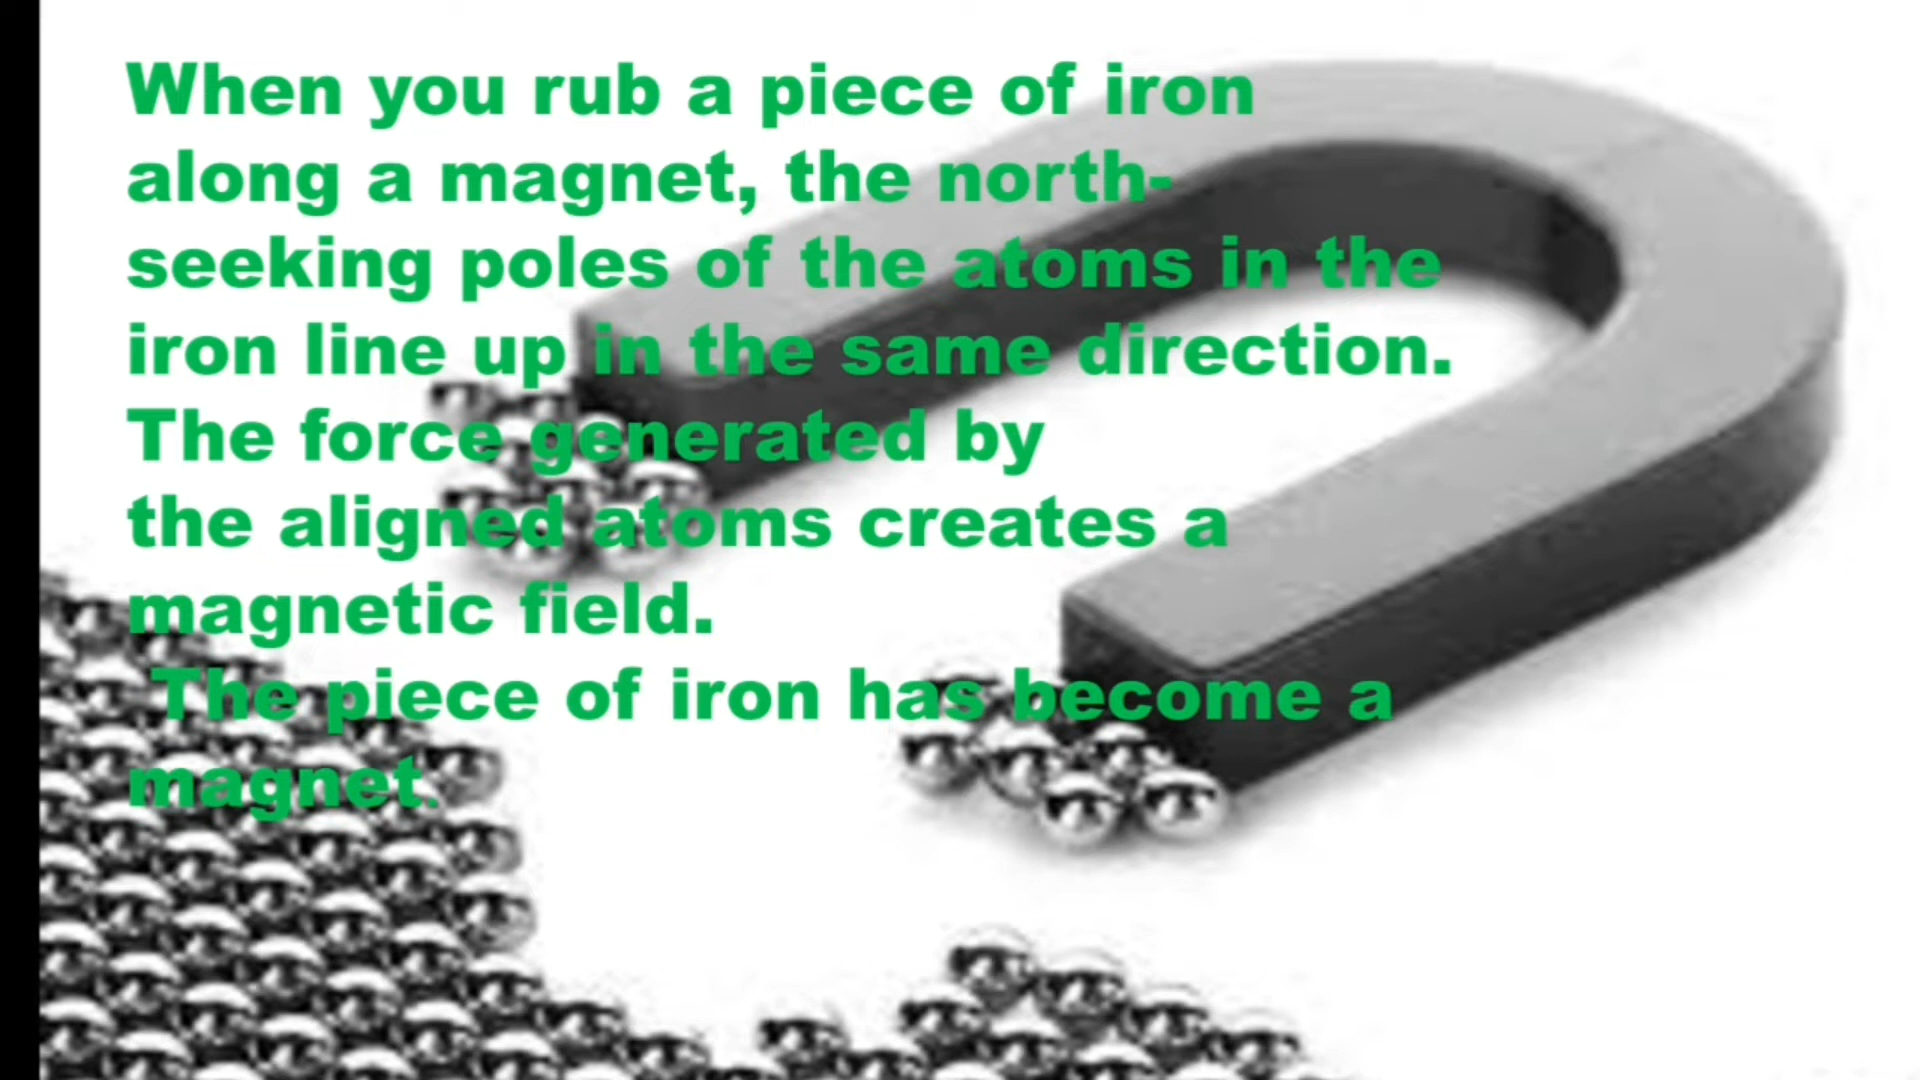 When you rub a piece of iron
along a magnet, the north-
seeking poles of the atoms in the
iron line up in the same direction.
The force generated by
the aligned atoms creates a
magnetic field.
The piece of iron has become a
magnet.